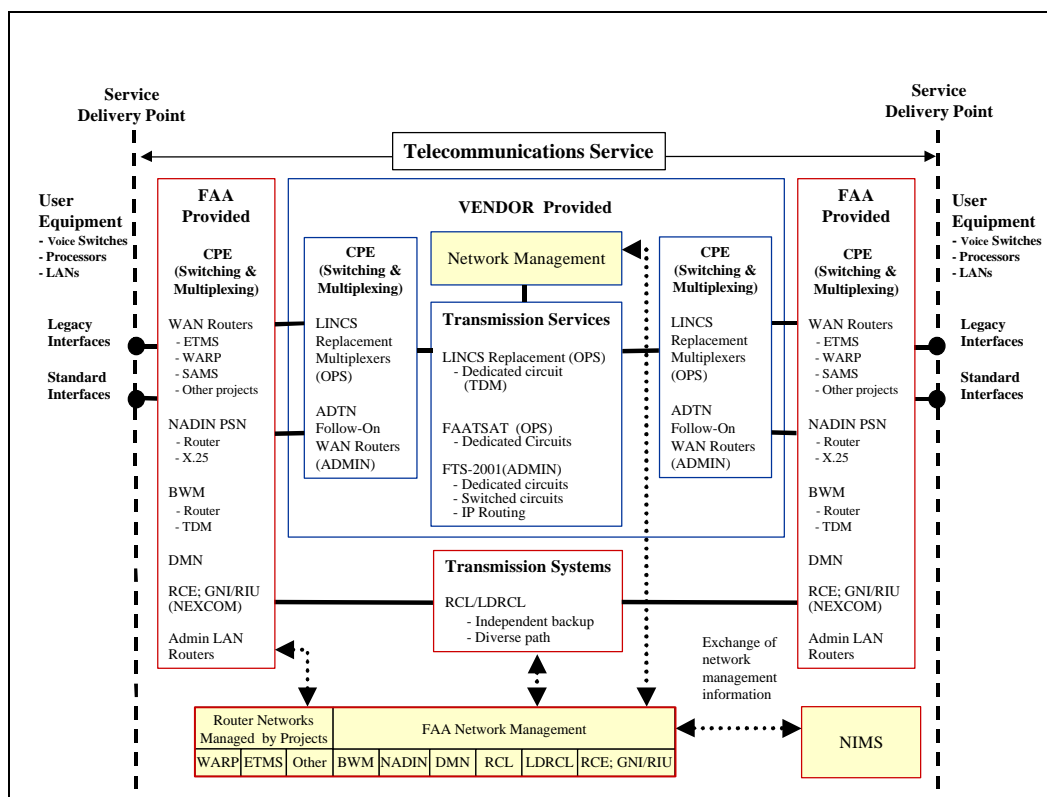 Service
Delivery Point
Service
Delivery Point
Telecommunications Service
User
Equipment
- Voice Switches
- Processors
- LANs
Legacy
Interfaces
Standard
Interfaces
FAA
Provided
CPE
(Switching &
Multiplexing)
WAN Routers
- ETMS
- WARP
- SAMS
- Other projects
NADIN PSN
- Router
- X.25
BWM
- Router
- TDM
DMN
RCE; GNI/RIU
(NEXCOM)
Admin LAN
Routers
VENDOR Provided
CPE
(Switching &
Multiplexing)
LINCS
Replacement
Multiplexers
(OPS)
ADTN
Follow-On
WAN Routers
(ADMIN)
Network Management
Transmission Services
LINCS Replacement (OPS)
- Dedicated circuit
(TDM)
FAATSAT (OPS)
- Dedicated Circuits
FTS-2001(ADMIN)
- Dedicated circuits
- Switched circuits
- IP Routing
CPE
(Switching &
Multiplexing)
LINCS
Replacement
Multiplexers
(OPS)
ADTN
Follow-On
WAN Routers
(ADMIN)
Transmission Systems
RCL/LDRCL
- Independent backup
- Diverse path
FAA
Provided
CPE
(Switching &
Multiplexing)
WAN Routers
- ETMS
- WARP
- SAMS
- Other projects
NADIN PSN
- Router
- X.25
BWM
- Router
- TDM
DMN
RCE; GNI/RIU
(NEXCOM)
Admin LAN
Routers
User
Equipment
- Voice Switches
- Processors
- LANs
Legacy
Interfaces
Standard
Interfaces
Exchange of
network
management
information
Router Networks
Managed by Projects
FAA Network Management
WARP ETMS Other BWM NADIN DMN RCL LDRCL RCE; GNI/RIU
NIMS